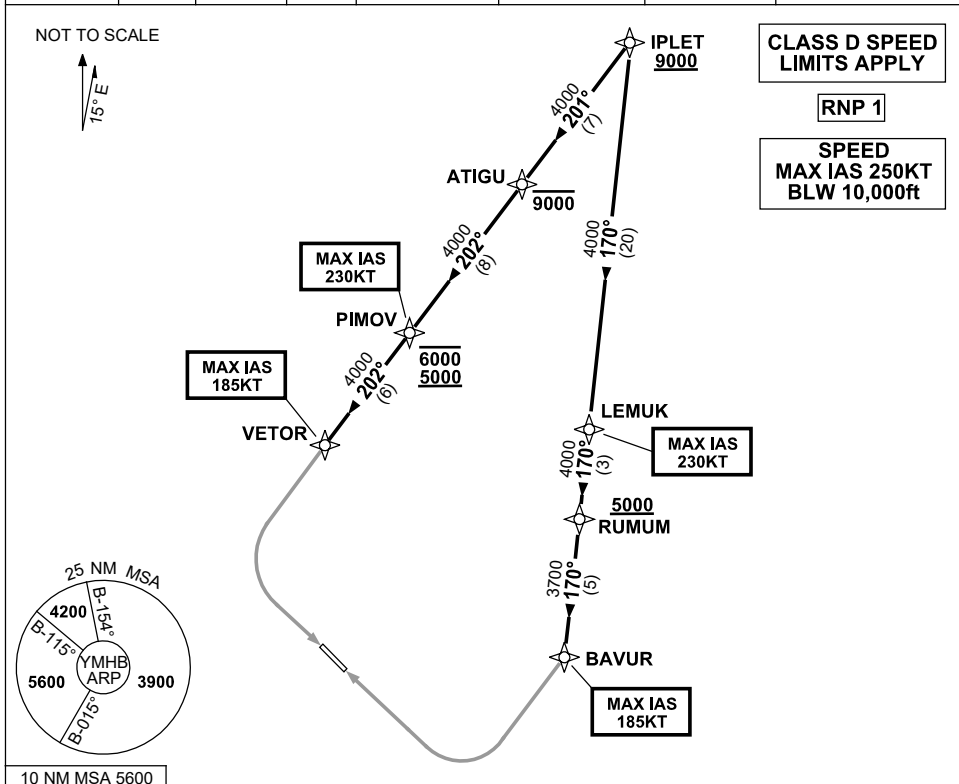 NOT TO SCALE
15° E
IPLET
9000
CLASS D SPEED
LIMITS APPLY
RNP 1
SPEED
MAX IAS 250KT
BLW 10,000ft
4000
201°
(7)
ATIGU
9000
4000
202°
(8)
4000
170°
(20)
MAX IAS
230KT
PIMOV
6000
5000
4000
202°
(6)
MAX IAS
185KT
VETOR
LEMUK
MAX IAS
230KT
4000
170°
(3)
5000
RUMUM
3700
170°
(5)
BAVUR
MAX IAS
185KT
25 NM MSA
4200
B-154°
B-115°
YMHB
ARP
5600
3900
B-015°
10 NM MSA 5600